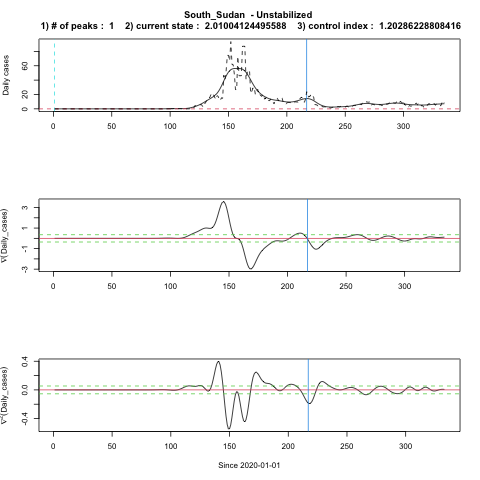 South_Sudan - Unstabilized
1) # of peaks : 1 2) current state : 2.01004124495588 3) control index : 1.20286228808416
Daily cases
0 20 60
0 50 100 150 200 250 300
∇(Daily_cases)
-3 -1 1 3
0 50 100 150 200 250 300
∇²(Daily_cases)
-0.4 0.0 0.4
0 50 100 150 200 250 300
Since 2020-01-01